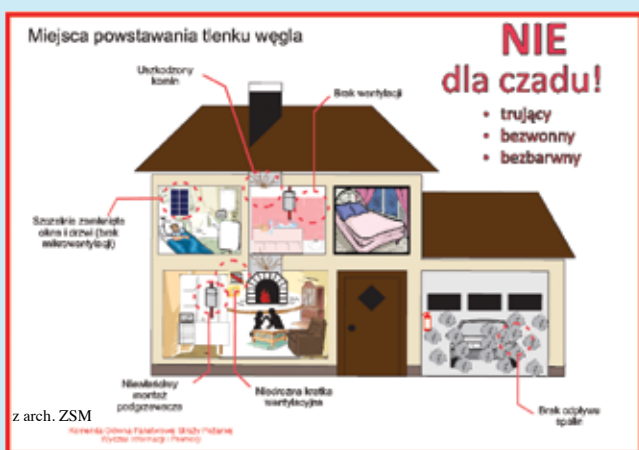 Miejsca powstawania tlenku węgla
NIE
dla czadu!
• trujący
• bezwonny
• bezbarwny
Uszkodzony
komin
Brak wentylacji
Szczelnie zamknięte
okna i drzwi (brak
mikrowentylacji)
Niewłaściwy
montaż
podgrzewacza
Niedrożna kratka
wentylacyjna
Brak odpływu
spalin
z arch. ZSM
Komenda Główna Państwowej Straży Pożarnej
Wydział Informacji i Promocji